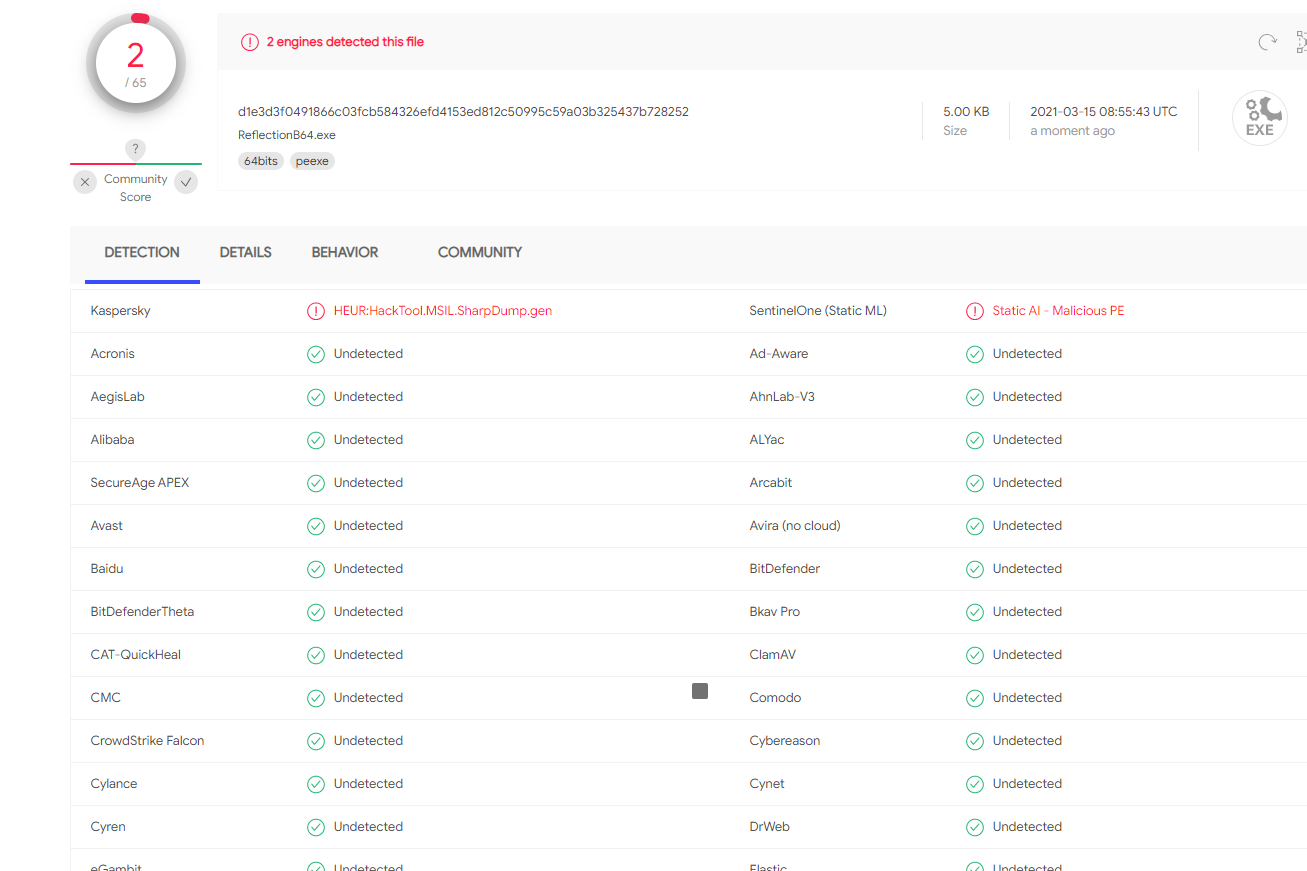 2
/ 65
2 engines detected this file
d1e3d3f0491866c03fcb584326efd4153ed812c50995c59a03b325437b728252
ReflectionB64.exe
64bits peexe
5.00 KB
Size
2021-03-15 08:55:43 UTC
a moment ago
EXE
?
Community
Score
DETECTION DETAILS BEHAVIOR COMMUNITY
Kaspersky HEUR:HackTool.MSIL.SharpDump.gen SentinelOne (Static ML) Static AI - Malicious PE
Acronis Undetected Ad-Aware Undetected
AegisLab Undetected AhnLab-V3 Undetected
Alibaba Undetected ALYac Undetected
SecureAge APEX Undetected Arcabit Undetected
Avast Undetected Avira (no cloud) Undetected
Baidu Undetected BitDefender Undetected
BitDefenderTheta Undetected Bkav Pro Undetected
CAT-QuickHeal Undetected ClamAV Undetected
CMC Undetected Comodo Undetected
CrowdStrike Falcon Undetected Cybereason Undetected
Cylance Undetected Cynet Undetected
Cyren Undetected DrWeb Undetected
eGambit Undetected Elastic Undetected